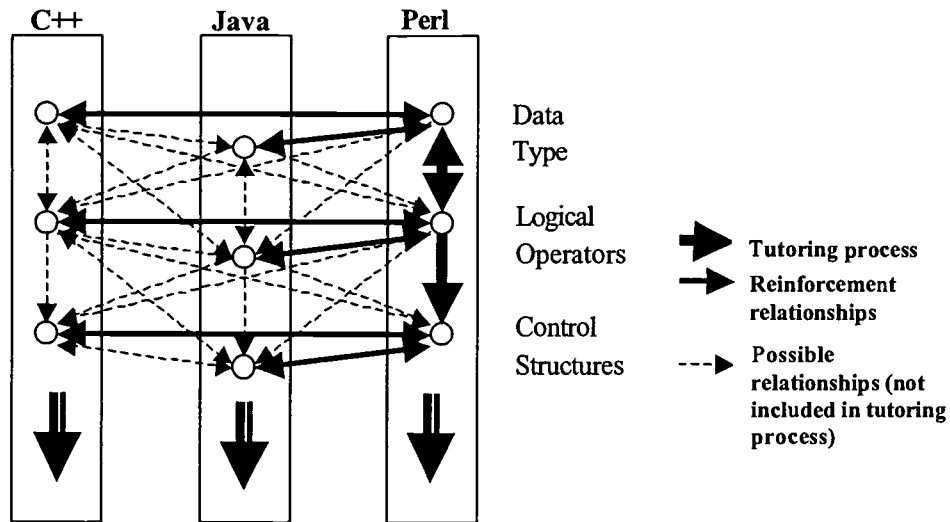 C++ Java Perl
Data
Type
Logical
Operators
Control
Structures
Tutoring process
Reinforcement
relationships
Possible
relationships (not
included in tutoring
process)